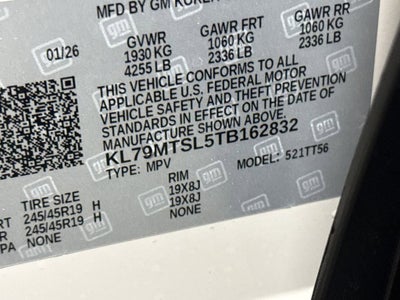 MFD BY GM KOREA
01/26
GVWR
1930 KG
4255 LB
GAWR FRT
1060 KG
2336 LB
GAWR RR
1060 KG
2336 LB
THIS VEHICLE CONFORMS TO ALL
APPLICABLE U.S. FEDERAL MOTOR
VEHICLE SAFETY AND THEFT PREVENTION
STANDARDS IN EFFECT ON THE DATE OF
MANUFACTURE SHOWN ABOVE.
KL79MTSL5TB162832
TYPE: MPV
MODEL: 521TT56
TIRE SIZE
RIM
245/45R19 H
19X8J
245/45R19 H
19X8J
NONE
NONE
gm